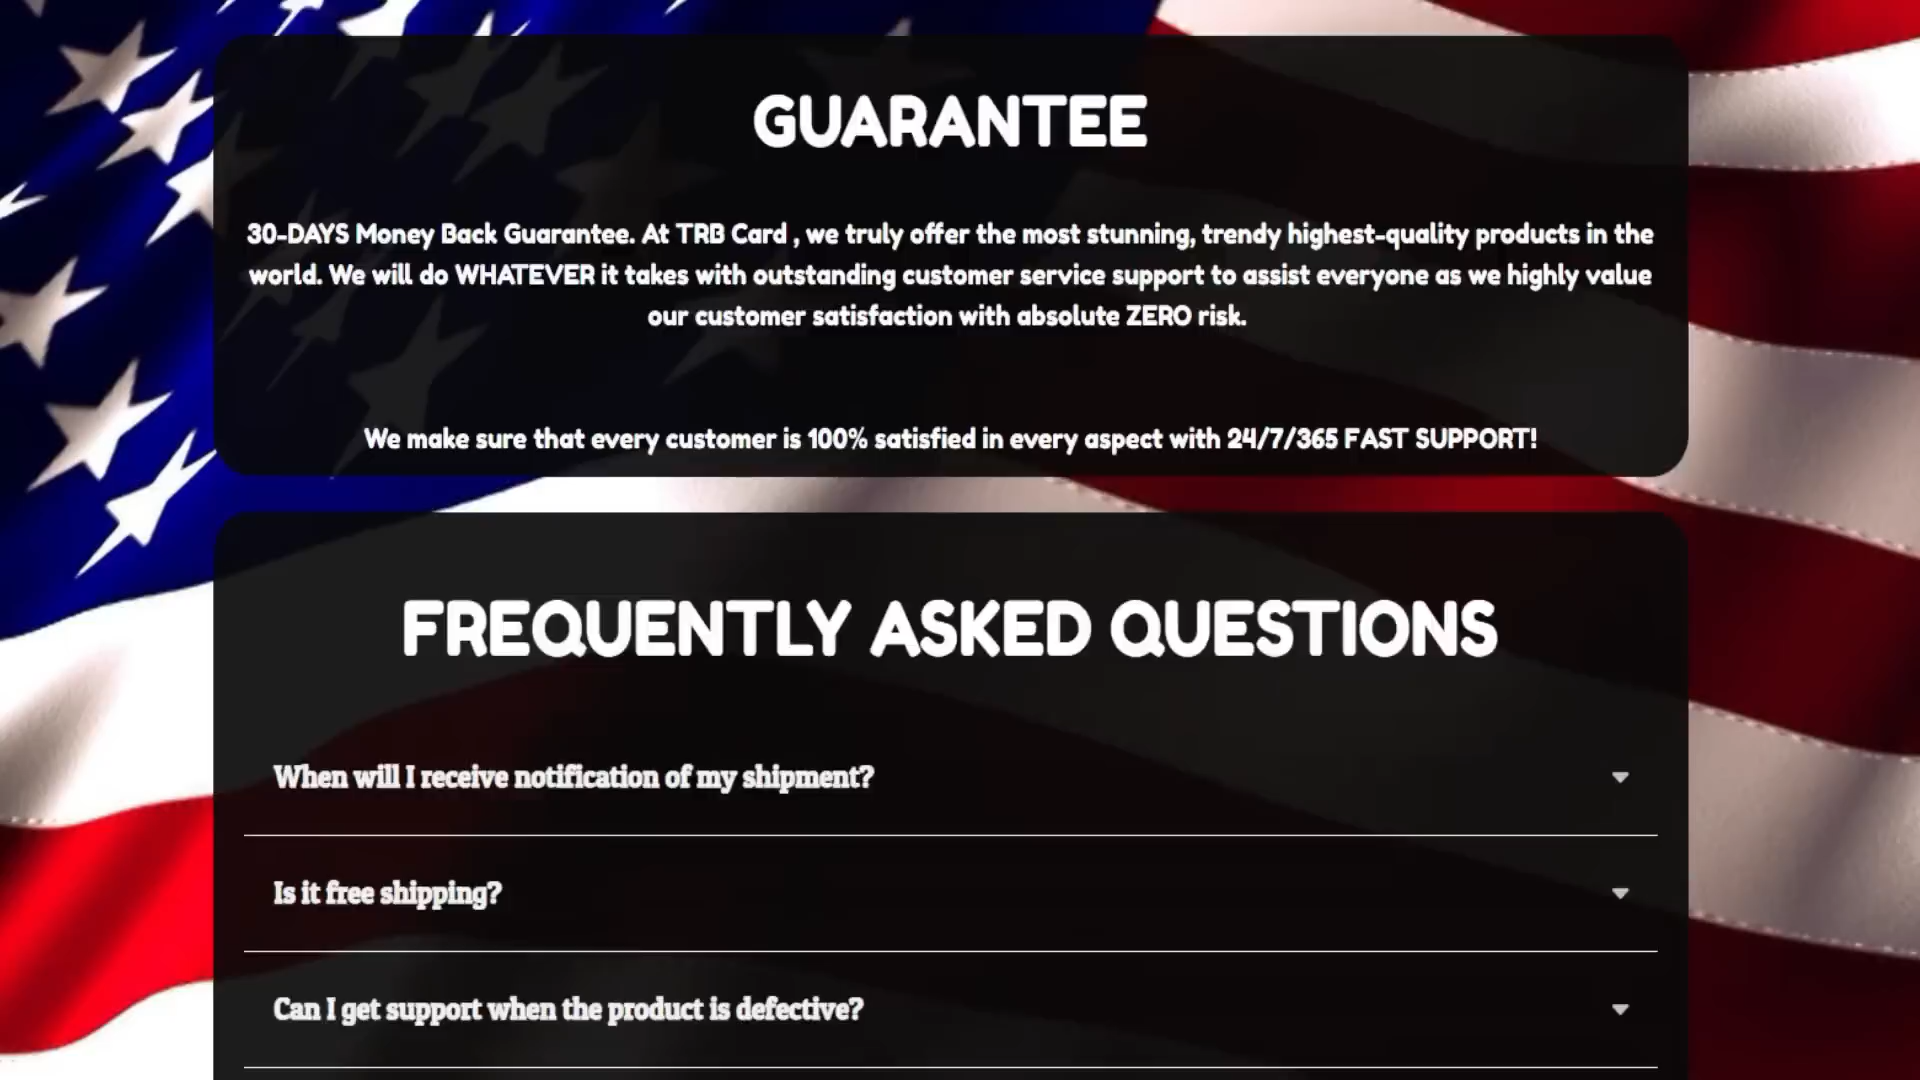 GUARANTEE
30-DAYS Money Back Guarantee. At TRB Card , we truly offer the most stunning, trendy highest-quality products in the
world. We will do WHATEVER it takes with outstanding customer service support to assist everyone as we highly value
our customer satisfaction with absolute ZERO risk.
We make sure that every customer is 100% satisfied in every aspect with 24/7/365 FAST SUPPORT!
FREQUENTLY ASKED QUESTIONS
When will I receive notification of my shipment?
Is it free shipping?
Can I get support when the product is defective?